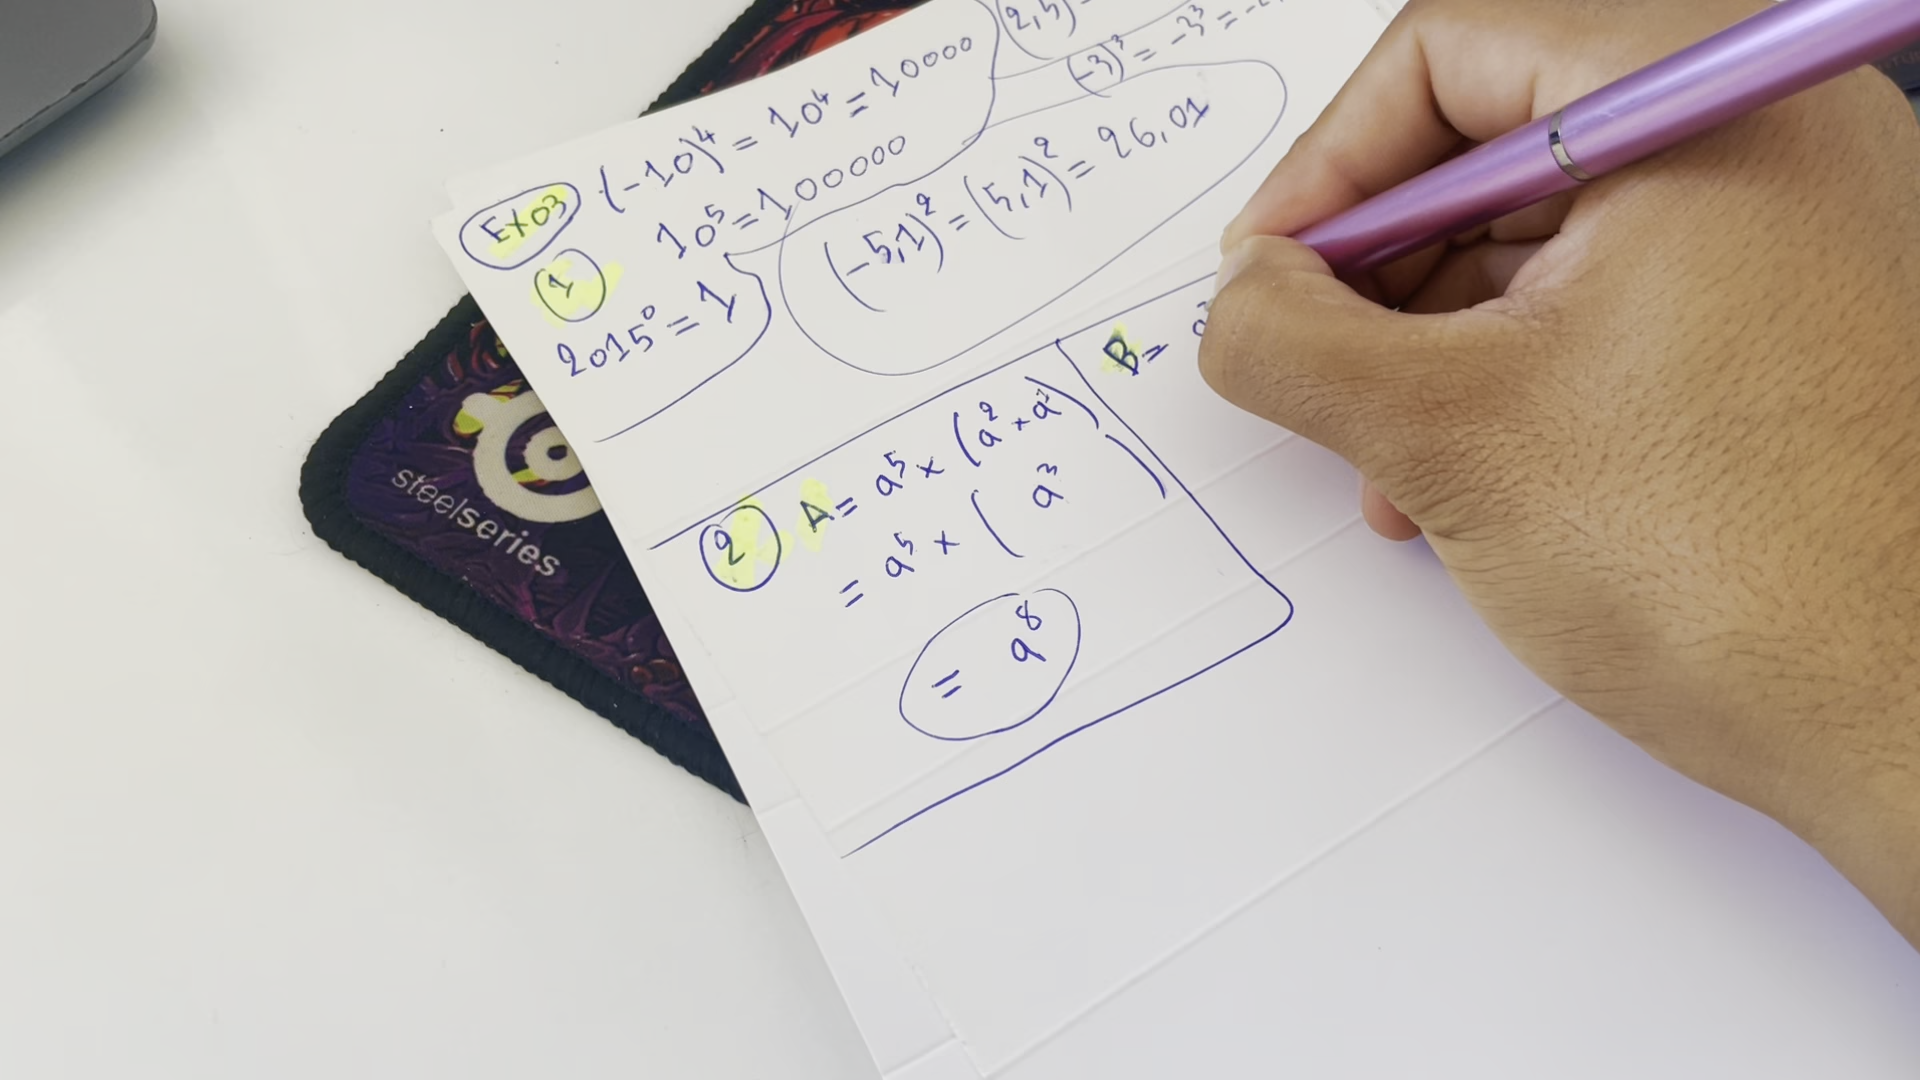 (2,5)
(-3)³ = -3³ = -2
EX03 (-10)⁴ = 10⁴ = 10000
① 10⁵ = 100000
2015⁰ = 1
(-5,1)² = (5,1)² = 26,01
② A = a⁵ × (a² × a¹)
= a⁵ × ( a³ )
= a⁸
B =
steelseries